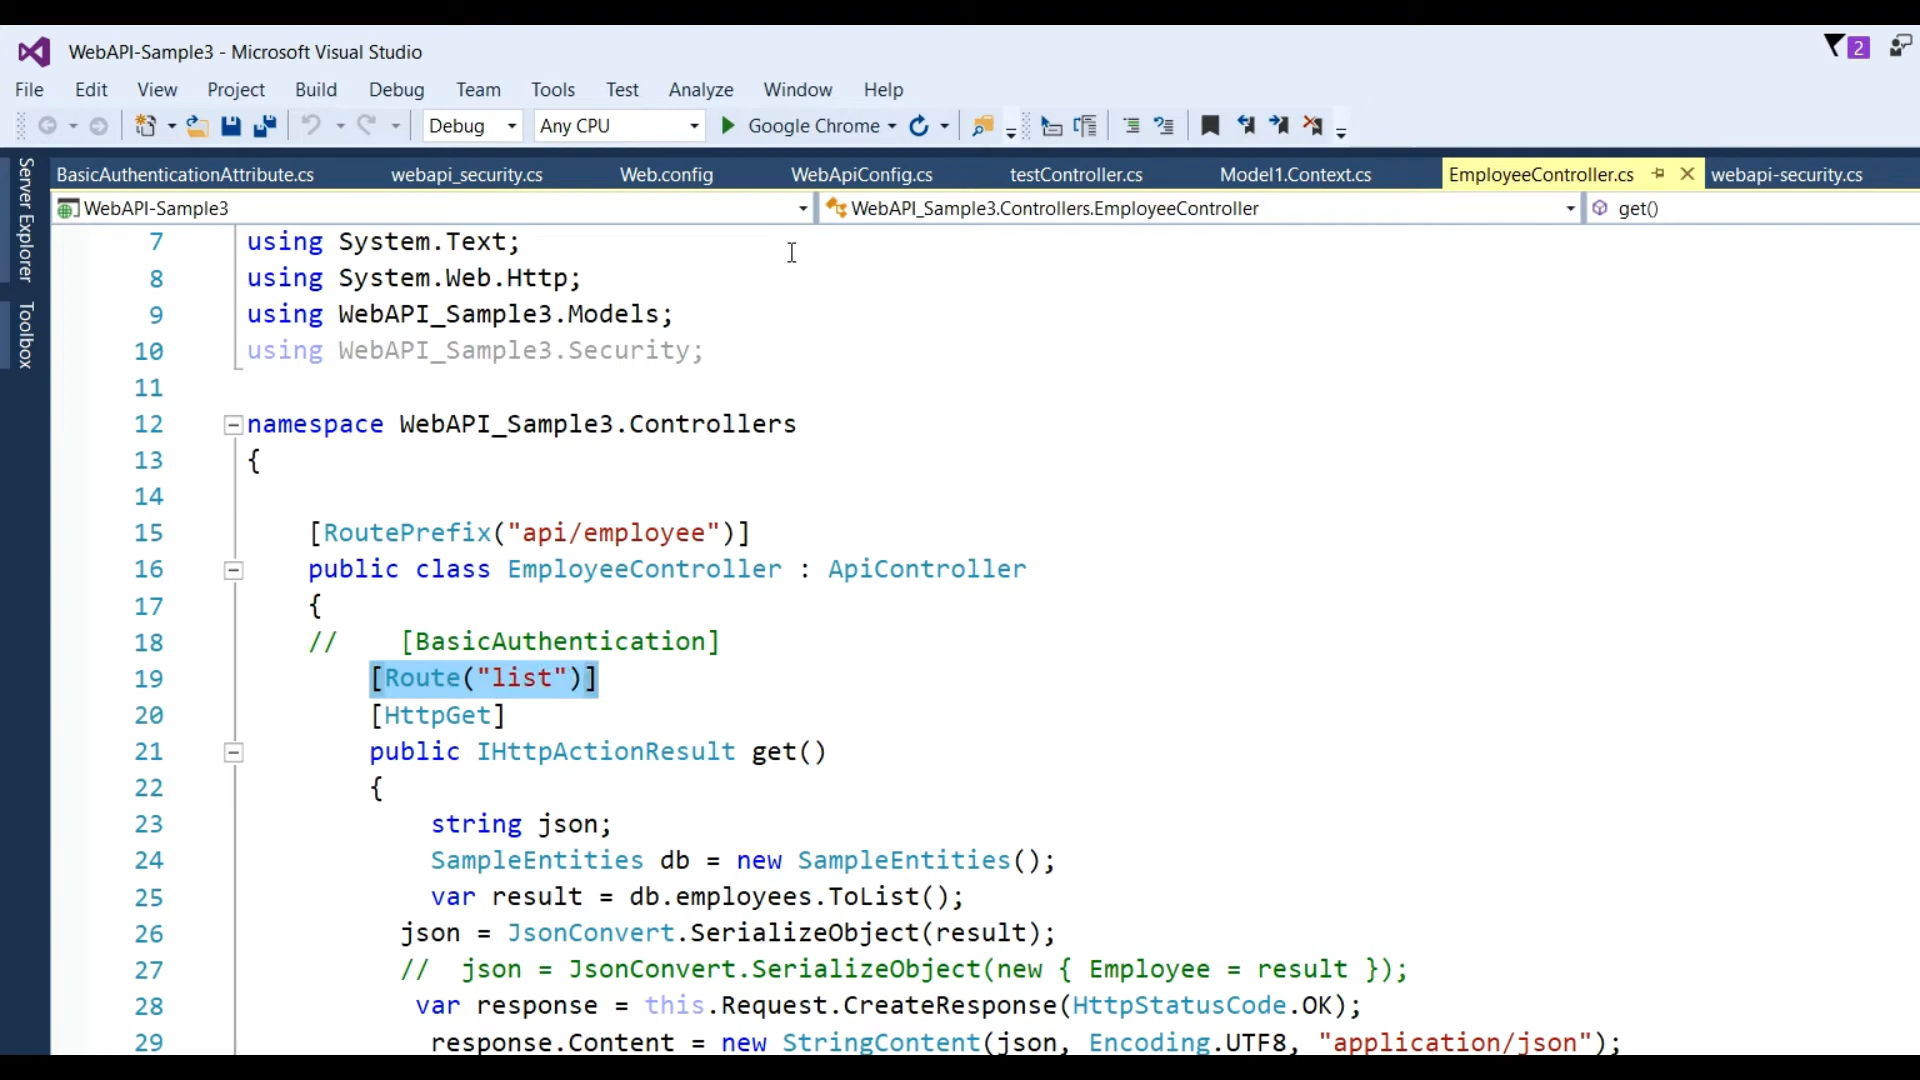 WebAPI-Sample3 - Microsoft Visual Studio
2
File Edit View Project Build Debug Team Tools Test Analyze Window Help
Debug Any CPU Google Chrome
Server Explorer
Toolbox
BasicAuthenticationAttribute.cs webapi_security.cs Web.config WebApiConfig.cs testController.cs Model1.Context.cs EmployeeController.cs webapi-security.cs
WebAPI-Sample3 WebAPI_Sample3.Controllers.EmployeeController get()
7 using System.Text;
8 using System.Web.Http;
9 using WebAPI_Sample3.Models;
10 using WebAPI_Sample3.Security;
11
12 namespace WebAPI_Sample3.Controllers
13 {
14
15 [RoutePrefix("api/employee")]
16 public class EmployeeController : ApiController
17 {
18 // [BasicAuthentication]
19 [Route("list")]
20 [HttpGet]
21 public IHttpActionResult get()
22 {
23 string json;
24 SampleEntities db = new SampleEntities();
25 var result = db.employees.ToList();
26 json = JsonConvert.SerializeObject(result);
27 // json = JsonConvert.SerializeObject(new { Employee = result });
28 var response = this.Request.CreateResponse(HttpStatusCode.OK);
29 response.Content = new StringContent(json, Encoding.UTF8, "application/json");